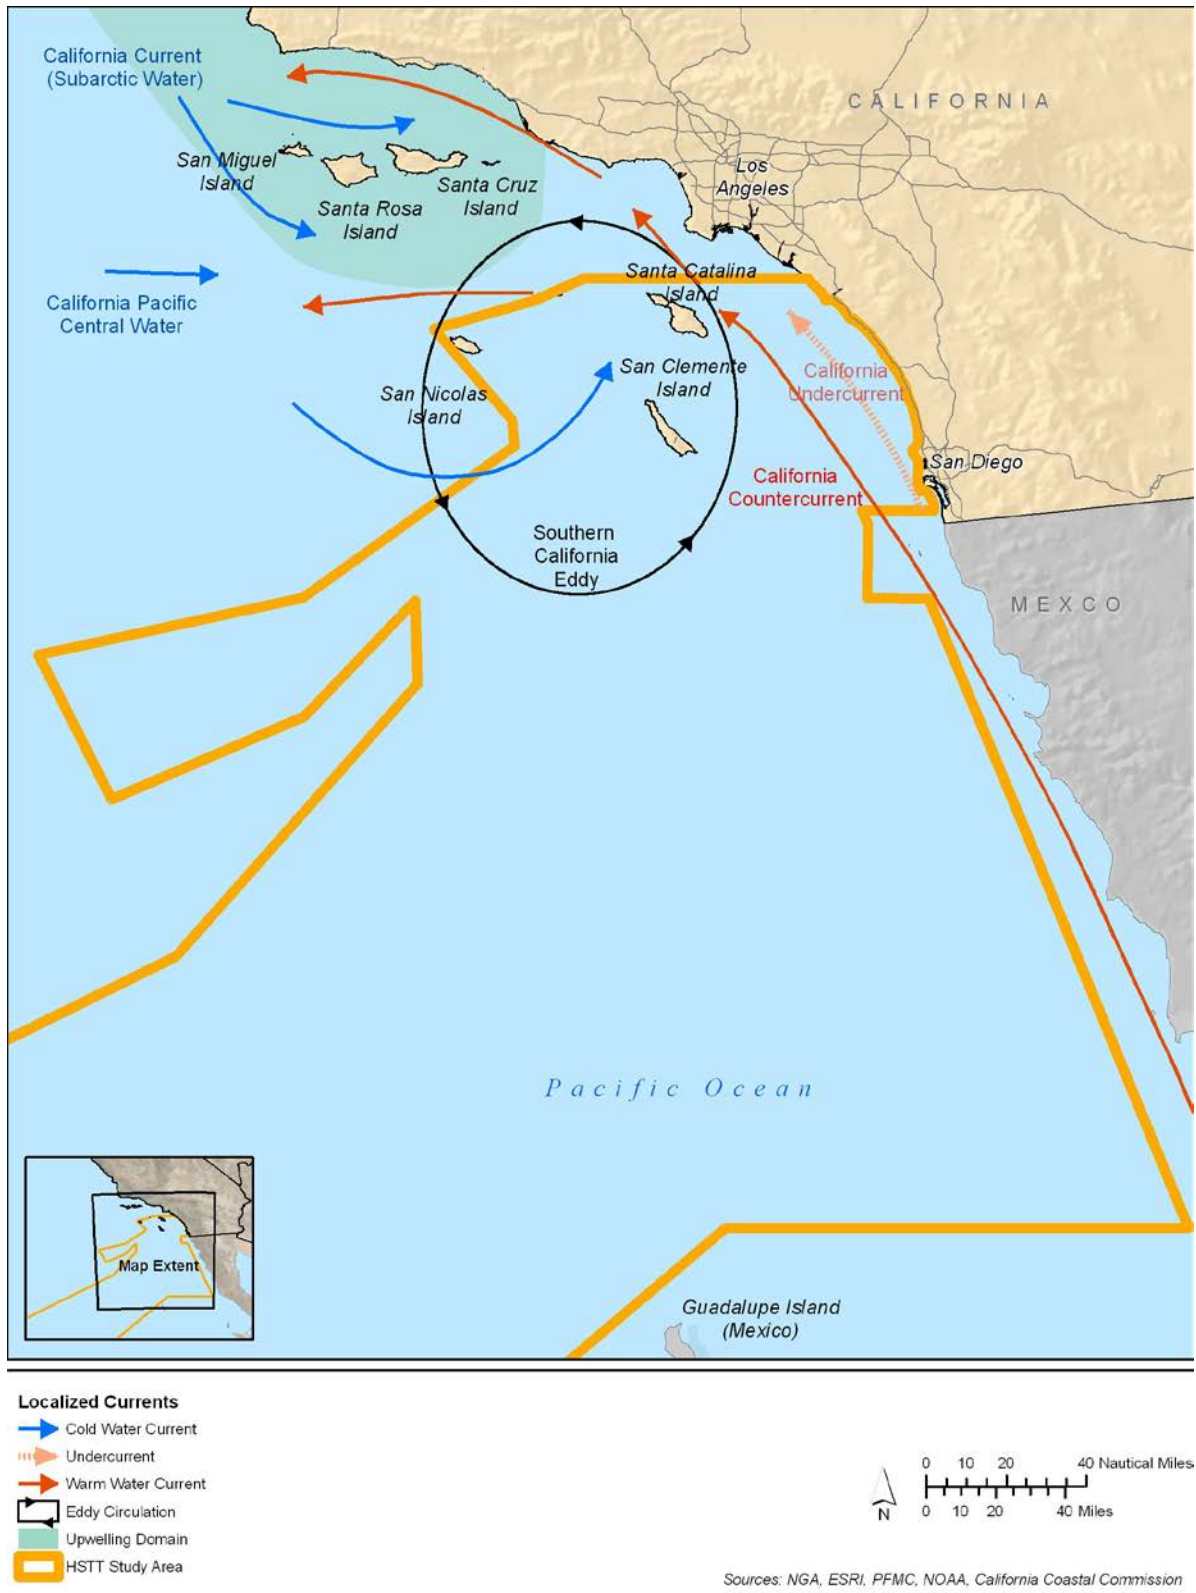 California Current
(Subarctic Water)
CALIFORNIA
San Miguel
Island
Santa Cruz
Island
Santa Rosa
Island
Los
Angeles
Santa Catalina
Island
California Pacific
Central Water
San Clemente
Island
California
Undercurrent
San Nicolas
Island
San Diego
California
Countercurrent
Southern
California
Eddy
MEXCO
Pacific Ocean
Map Extent
Guadalupe Island
(Mexico)
Localized Currents
Cold Water Current
Undercurrent
Warm Water Current
Eddy Circulation
Upwelling Domain
HSTT Study Area
0 10 20 40 Nautical Miles
0 10 20 40 Miles
N
Sources: NGA, ESRI, PFMC, NOAA, California Coastal Commission